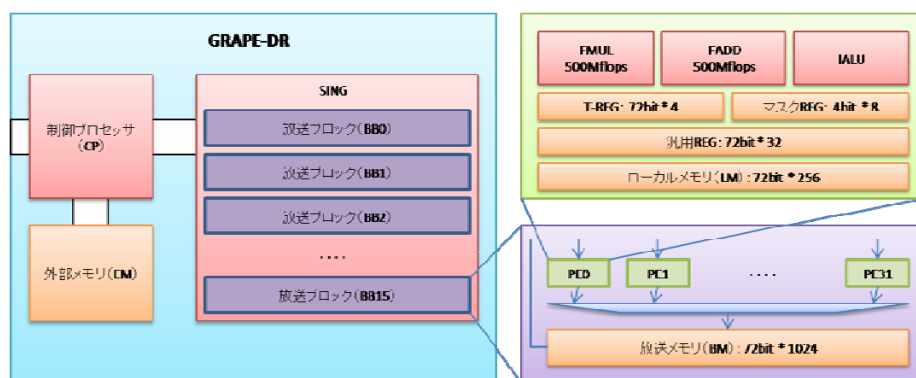 GRAPE-DR
制御プロセッサ
(CP)
外部メモリ(EM)
SING
放送ブロック(BB0)
放送ブロック(BB1)
放送ブロック(BB2)
....
放送ブロック(BB15)
FMUL
500Mflops
FADD
500Mflops
IALU
T-REG: 72bit * 4
マスクREG: 4bit * 8
汎用REG: 72bit * 32
ローカルメモリ(LM): 72bit * 256
PE0
PE1
....
PE31
放送メモリ(BM): 72bit * 1024